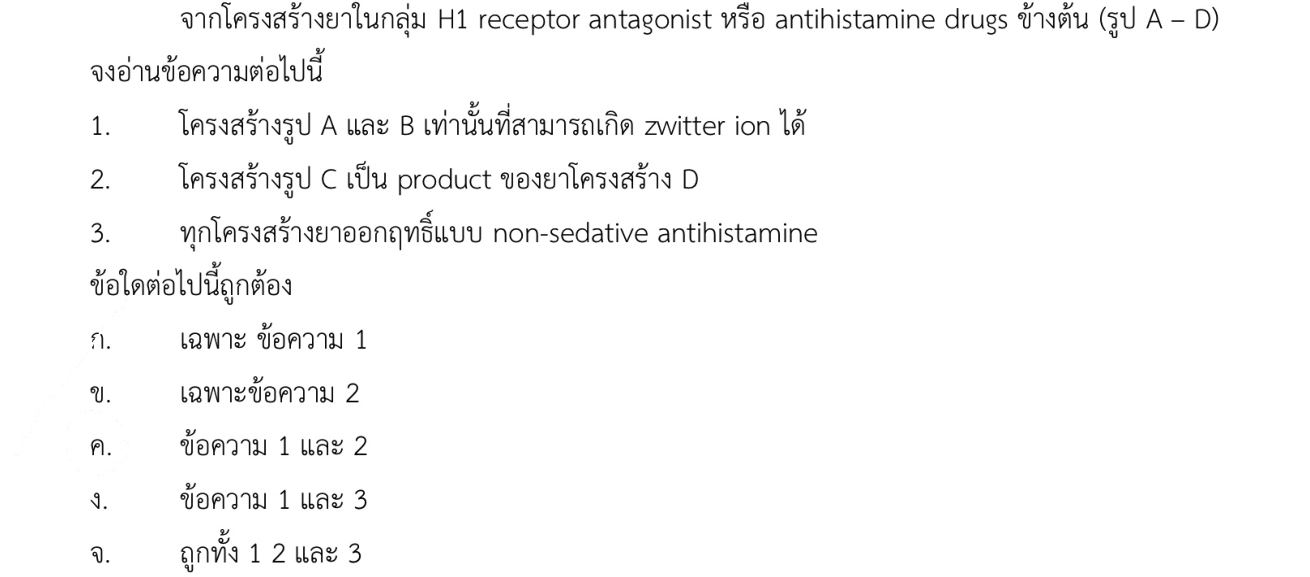 จากโครงสร้างยาในกลุ่ม H1 receptor antagonist หรือ antihistamine drugs ข้างต้น (รูป A – D)
จงอ่านข้อความต่อไปนี้
1. โครงสร้างรูป A และ B เท่านั้นที่สามารถเกิด zwitter ion ได้
2. โครงสร้างรูป C เป็น product ของยาโครงสร้าง D
3. ทุกโครงสร้างยาออกฤทธิ์แบบ non-sedative antihistamine
ข้อใดต่อไปนี้ถูกต้อง
ก. เฉพาะ ข้อความ 1
ข. เฉพาะข้อความ 2
ค. ข้อความ 1 และ 2
ง. ข้อความ 1 และ 3
จ. ถูกทั้ง 1 2 และ 3